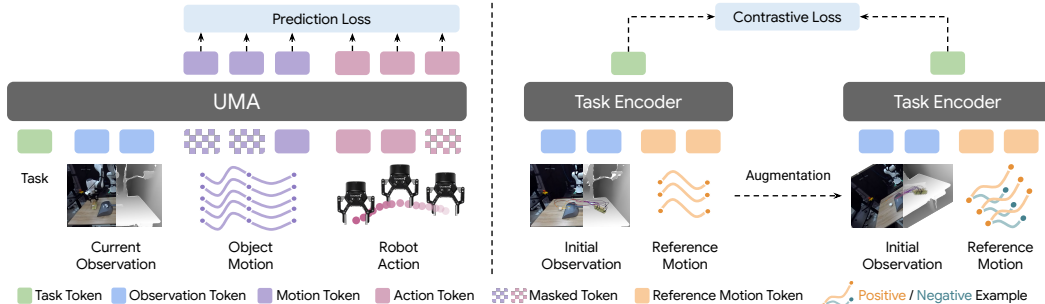 Prediction Loss
Contrastive Loss
UMA
Task Encoder
Task Encoder
Task
Augmentation
Current
Observation
Object
Motion
Robot
Action
Initial
Observation
Reference
Motion
Initial
Observation
Reference
Motion
Task Token
Observation Token
Motion Token
Action Token
Masked Token
Reference Motion Token
Positive / Negative Example